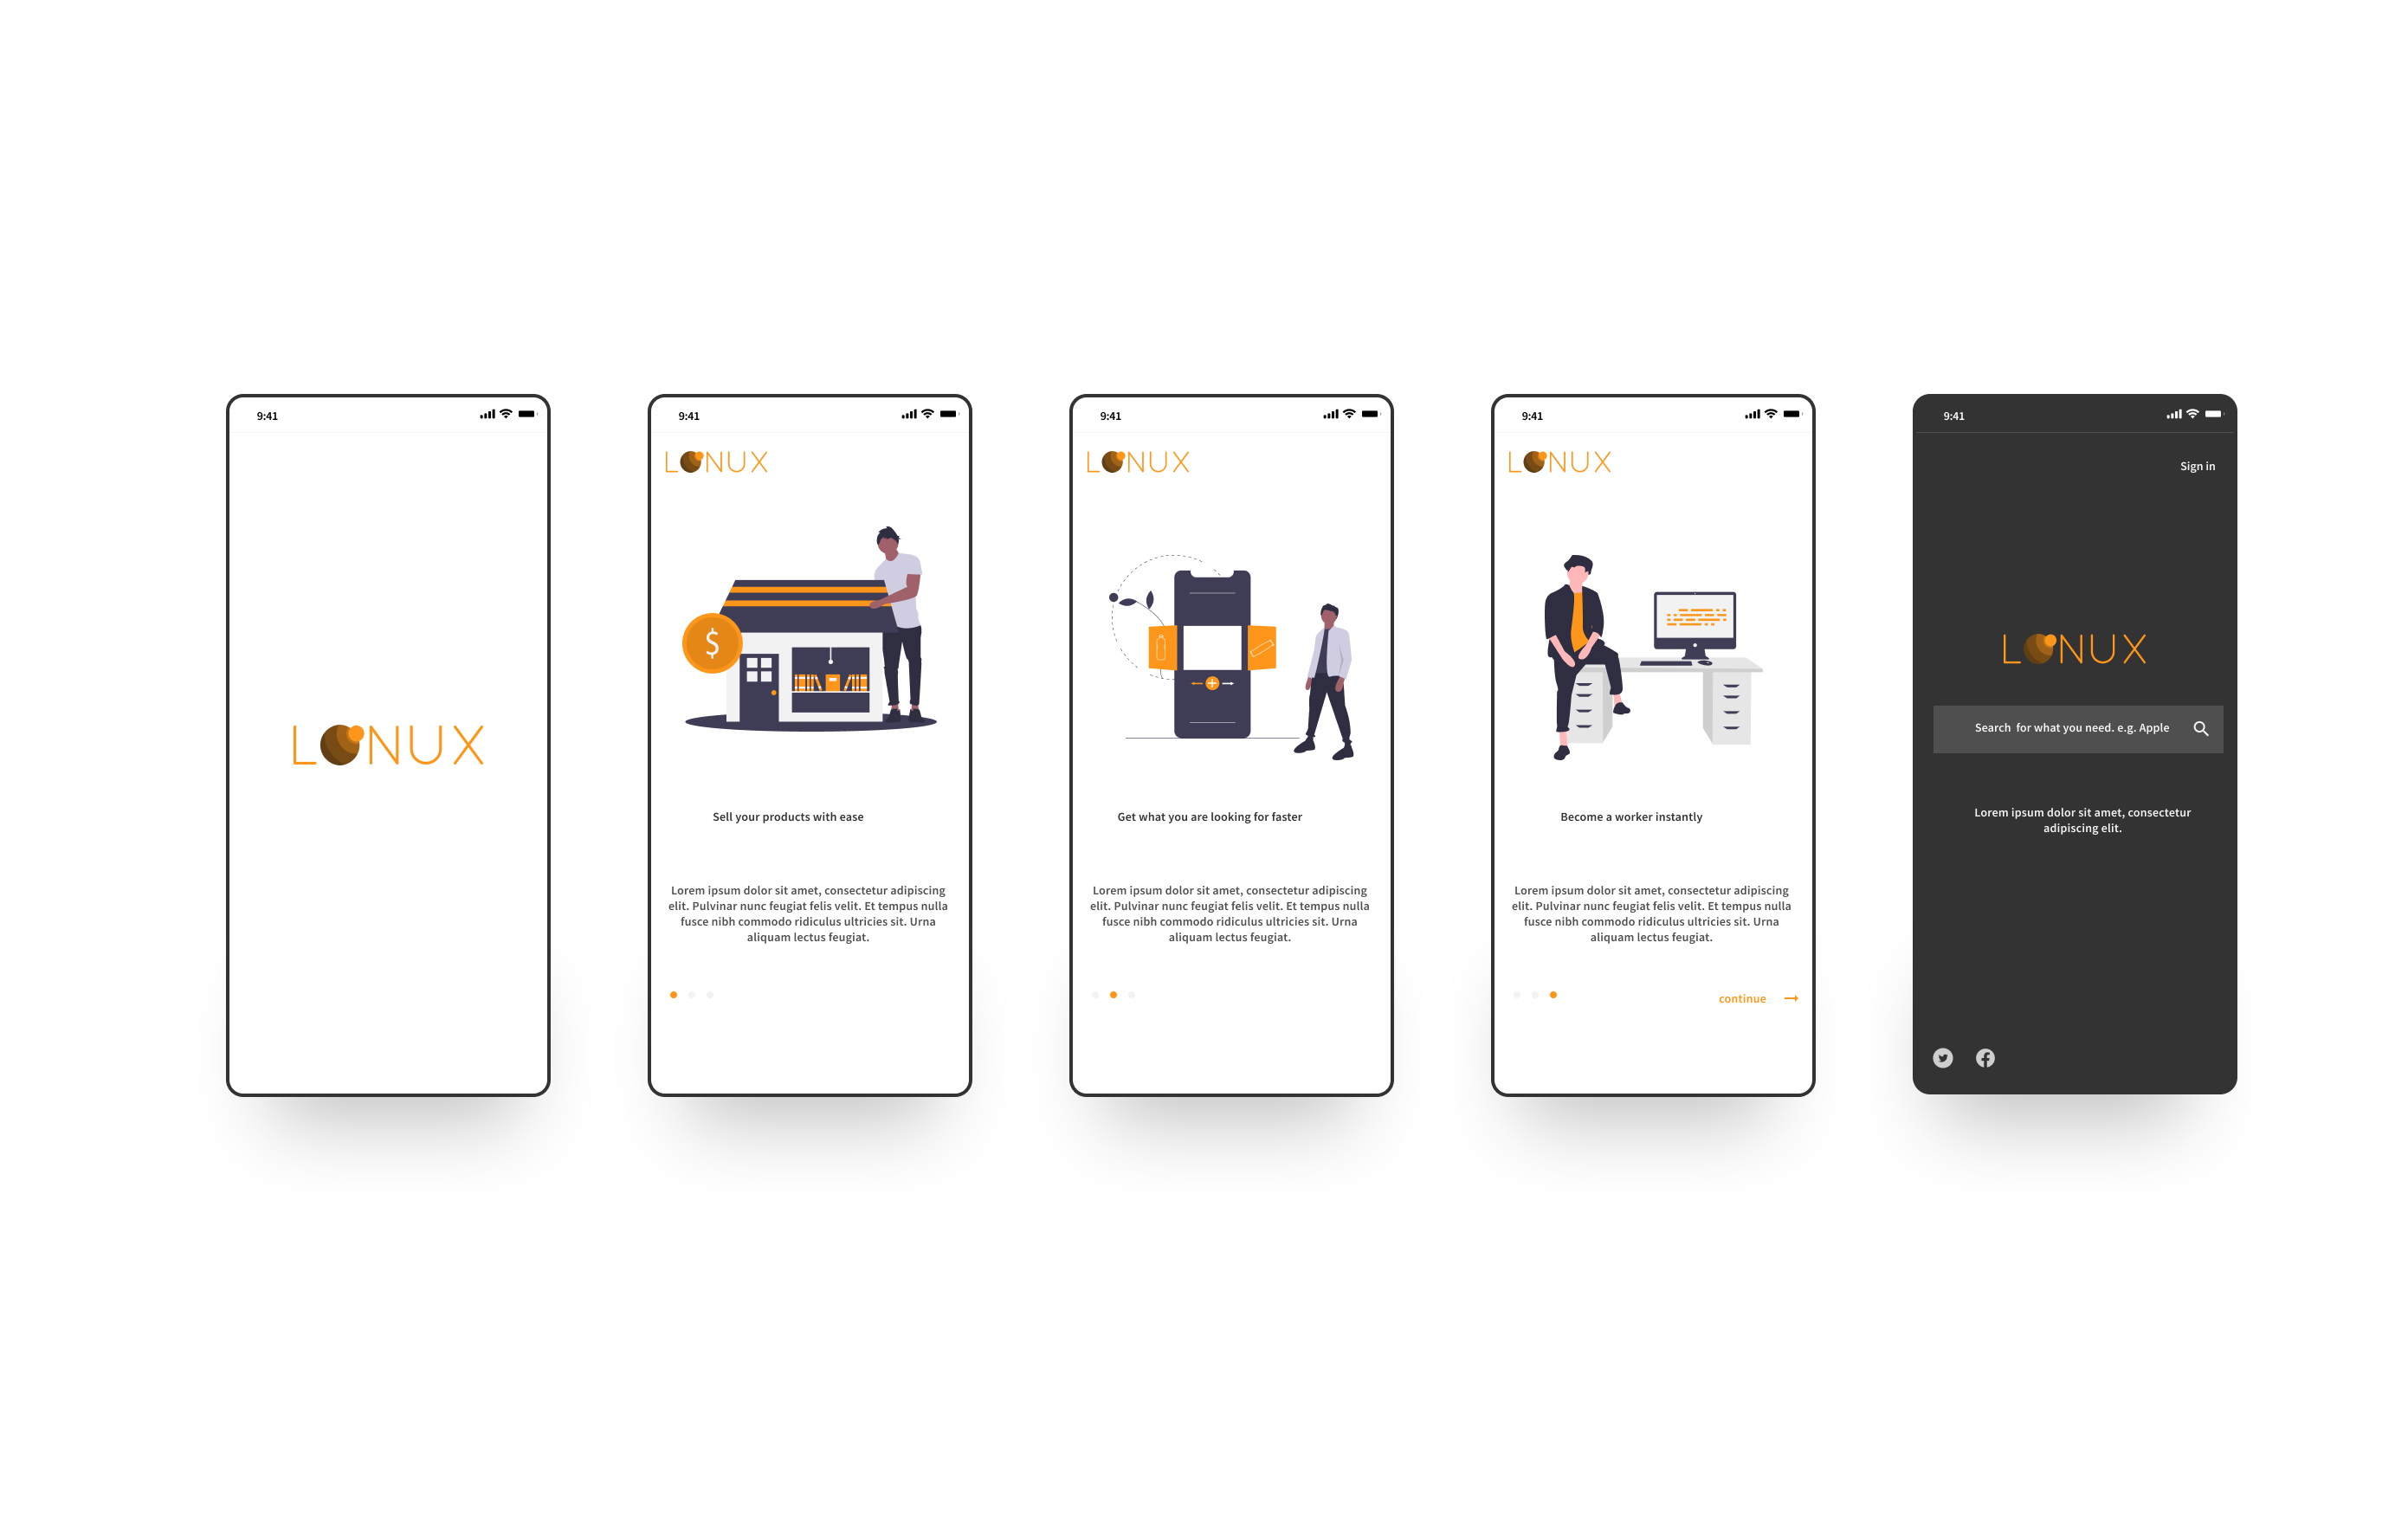 9:41
LONUX
9:41
LONUX
$
Sell your products with ease
Lorem ipsum dolor sit amet, consectetur adipiscing
elit. Pulvinar nunc feugiat felis velit. Et tempus nulla
fusce nibh commodo ridiculus ultricies sit. Urna
aliquam lectus feugiat.
9:41
LONUX
Get what you are looking for faster
Lorem ipsum dolor sit amet, consectetur adipiscing
elit. Pulvinar nunc feugiat felis velit. Et tempus nulla
fusce nibh commodo ridiculus ultricies sit. Urna
aliquam lectus feugiat.
9:41
LONUX
Become a worker instantly
Lorem ipsum dolor sit amet, consectetur adipiscing
elit. Pulvinar nunc feugiat felis velit. Et tempus nulla
fusce nibh commodo ridiculus ultricies sit. Urna
aliquam lectus feugiat.
continue
9:41
Sign in
LONUX
Search for what you need. e.g. Apple
Lorem ipsum dolor sit amet, consectetur
adipiscing elit.